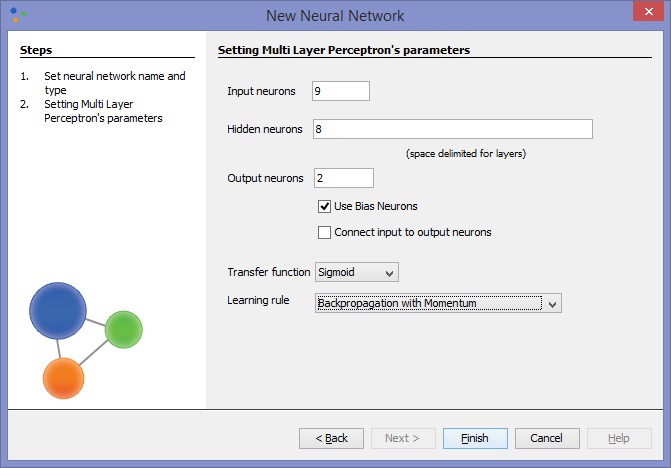 New Neural Network
Steps
1. Set neural network name and
type
2. Setting Multi Layer
Perceptron's parameters
Setting Multi Layer Perceptron's parameters
Input neurons 9
Hidden neurons 8
(space delimited for layers)
Output neurons 2
Use Bias Neurons
Connect input to output neurons
Transfer function Sigmoid
Learning rule Backpropagation with Momentum
< Back Next > Finish Cancel Help